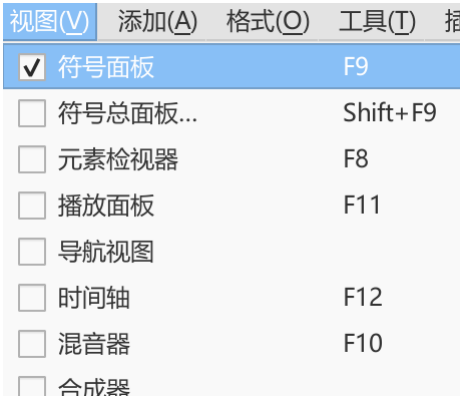 视图(V) 添加(A) 格式(O) 工具(T) 插
符号面板 F9
符号总面板... Shift+F9
元素检视器 F8
播放面板 F11
导航视图
时间轴 F12
混音器 F10
合成器